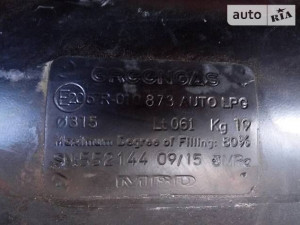 auto RIA
GREENGAS
E20 67R-010873 AUTO LPG
Ø315 Lt061 Kg 19
Maximum Degree of Filling: 80%
09/15 3MPa